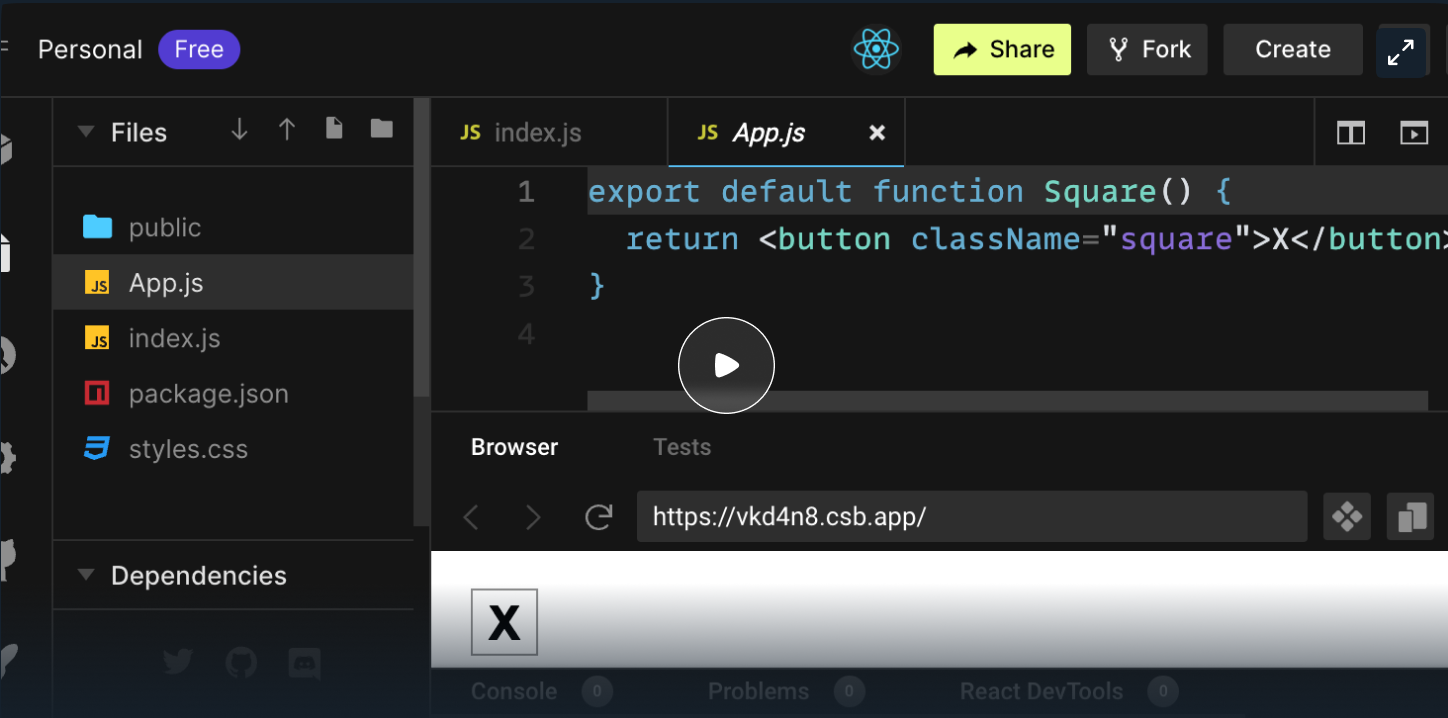 Personal Free Share Fork Create
Files
JS index.js JS App.js
public
App.js
index.js
package.json
styles.css
Dependencies
1 export default function Square() {
2 return <button className="square">X</button>
3 }
4
Browser Tests
https://vkd4n8.csb.app/
X
Console 0 Problems 0 React DevTools 0